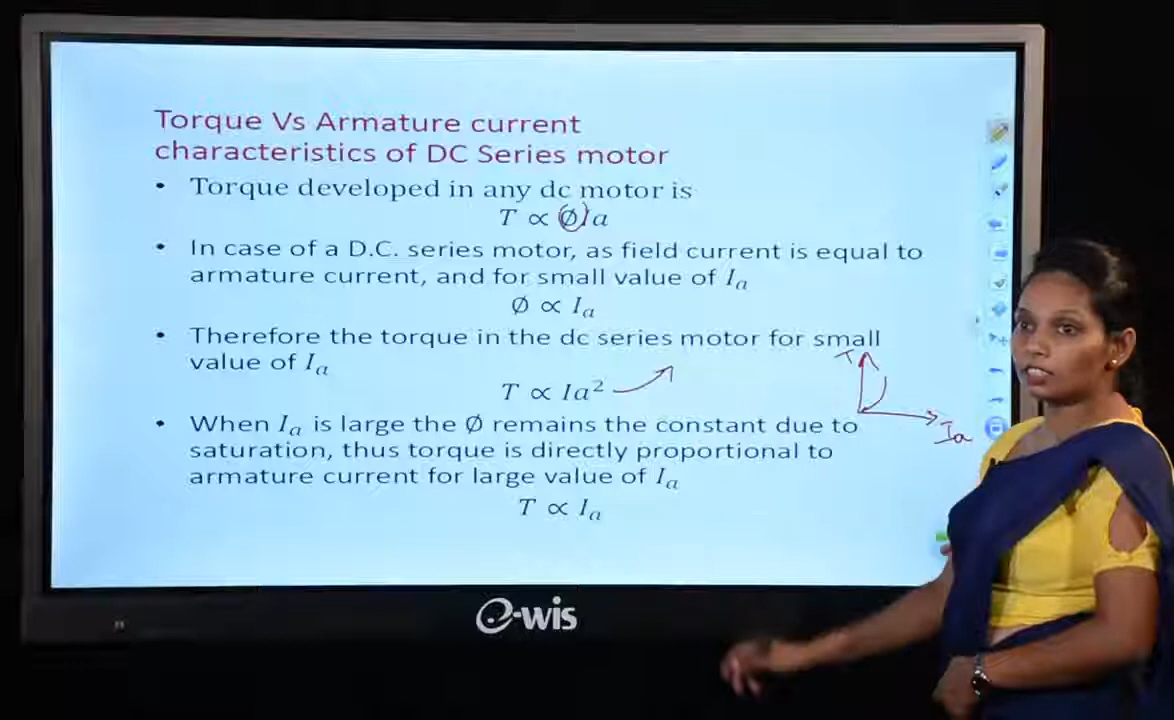 Torque Vs Armature current
characteristics of DC Series motor
• Torque developed in any dc motor is
T ∝ ∅Ia
• In case of a D.C. series motor, as field current is equal to
armature current, and for small value of Iₐ
∅ ∝ Iₐ
• Therefore the torque in the dc series motor for small
value of Iₐ
T ∝ Ia²
T
Ia
• When Iₐ is large the ∅ remains the constant due to
saturation, thus torque is directly proportional to
armature current for large value of Iₐ
T ∝ Iₐ
e-wis